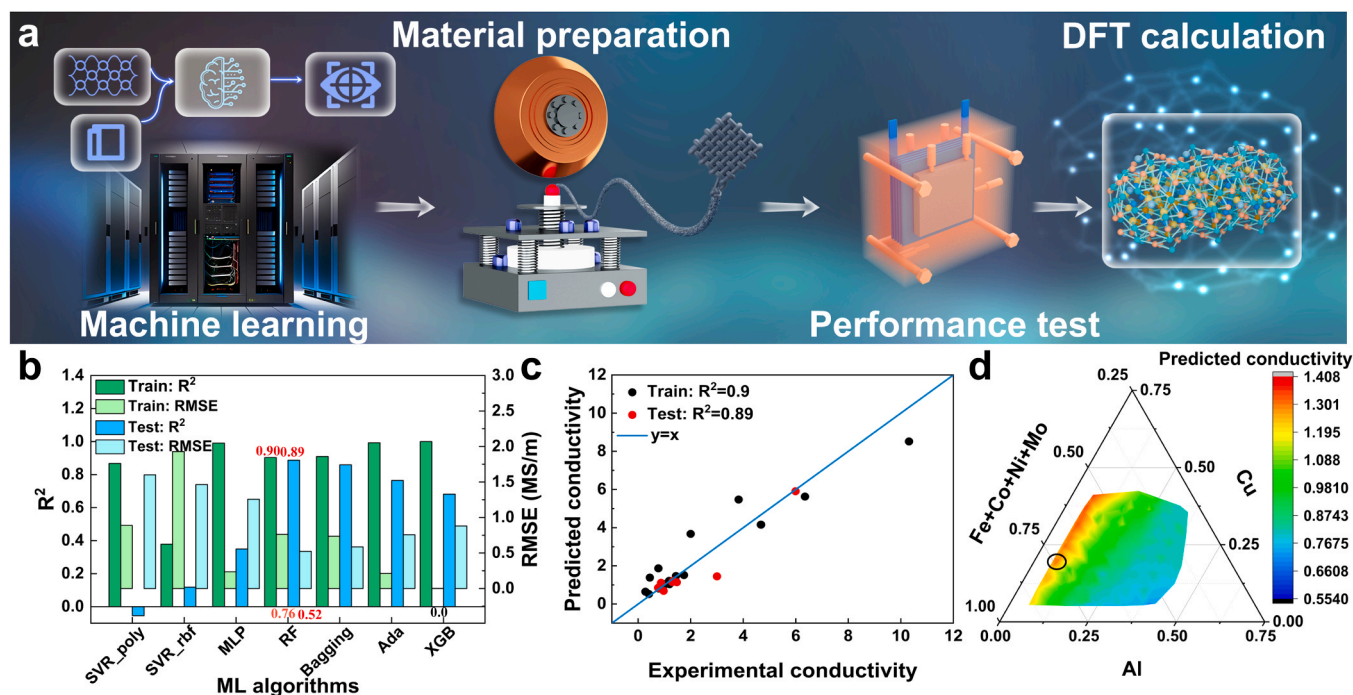 a
Material preparation
DFT calculation
Machine learning
Performance test
b
Train: R²
Train: RMSE
Test: R²
Test: RMSE
1.4
1.2
1.0
0.8
0.6
0.4
0.2
0.0
R²
3.0
2.5
2.0
1.5
1.0
0.5
0.0
RMSE (MS/m)
0.90
0.89
0.76
0.52
0.0
SVR_poly
SVR_rbf
MLP
RF
Bagging
Ada
XGB
ML algorithms
c
Train: R²=0.9
Test: R²=0.89
y=x
12
10
8
6
4
2
0
Predicted conductivity
0
2
4
6
8
10
12
Experimental conductivity
d
Predicted conductivity
0.25
0.75
0.50
0.50
0.75
0.25
1.00
0.00
0.00
0.25
0.50
0.75
Fe+Co+Ni+Mo
Cu
Al
1.408
1.301
1.195
1.088
0.9810
0.8743
0.7675
0.6608
0.5540